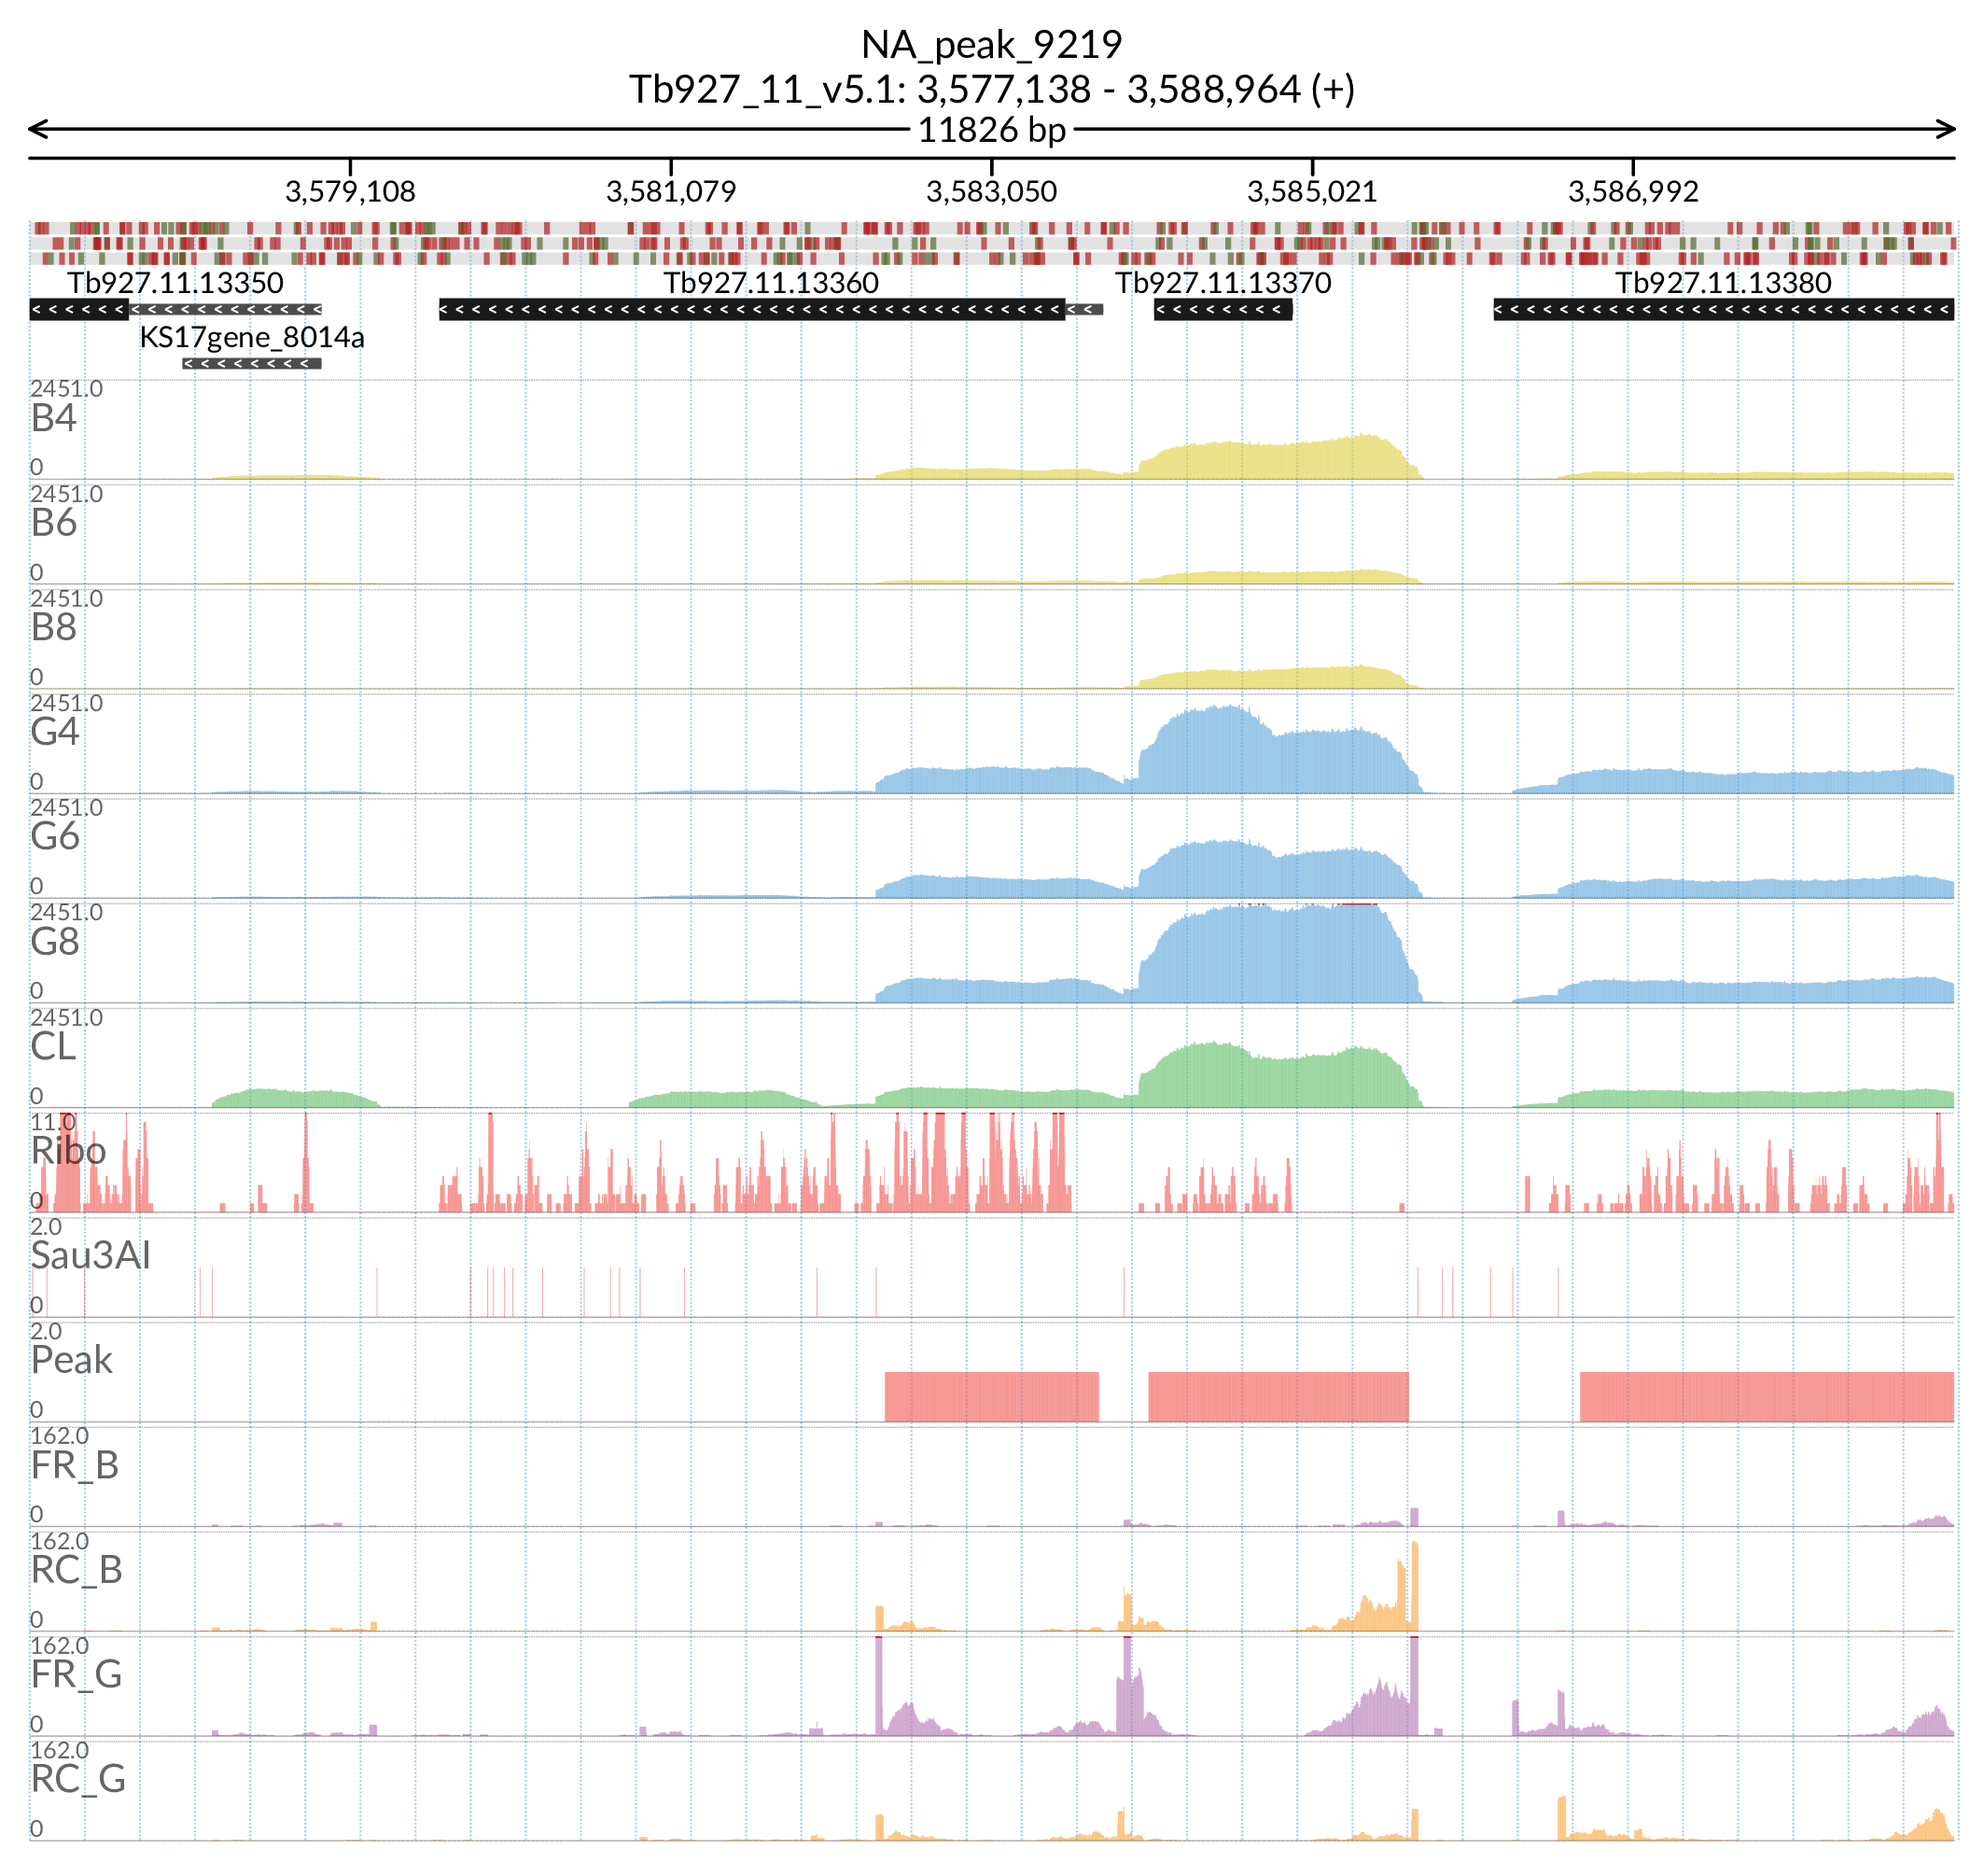 NA_peak_9219
Tb927_11_v5.1: 3,577,138 - 3,588,964 (+)
11826 bp
3,579,108 3,581,079 3,583,050 3,585,021 3,586,992
Tb927.11.13350 Tb927.11.13360 Tb927.11.13370 Tb927.11.13380
KS17gene_8014a
2451.0
B4
0
2451.0
B6
0
2451.0
B8
0
2451.0
G4
0
2451.0
G6
0
2451.0
G8
0
2451.0
CL
0
11.0
Ribo
0
2.0
Sau3AI
0
2.0
Peak
0
162.0
FR_B
0
162.0
RC_B
0
162.0
FR_G
0
162.0
RC_G
0